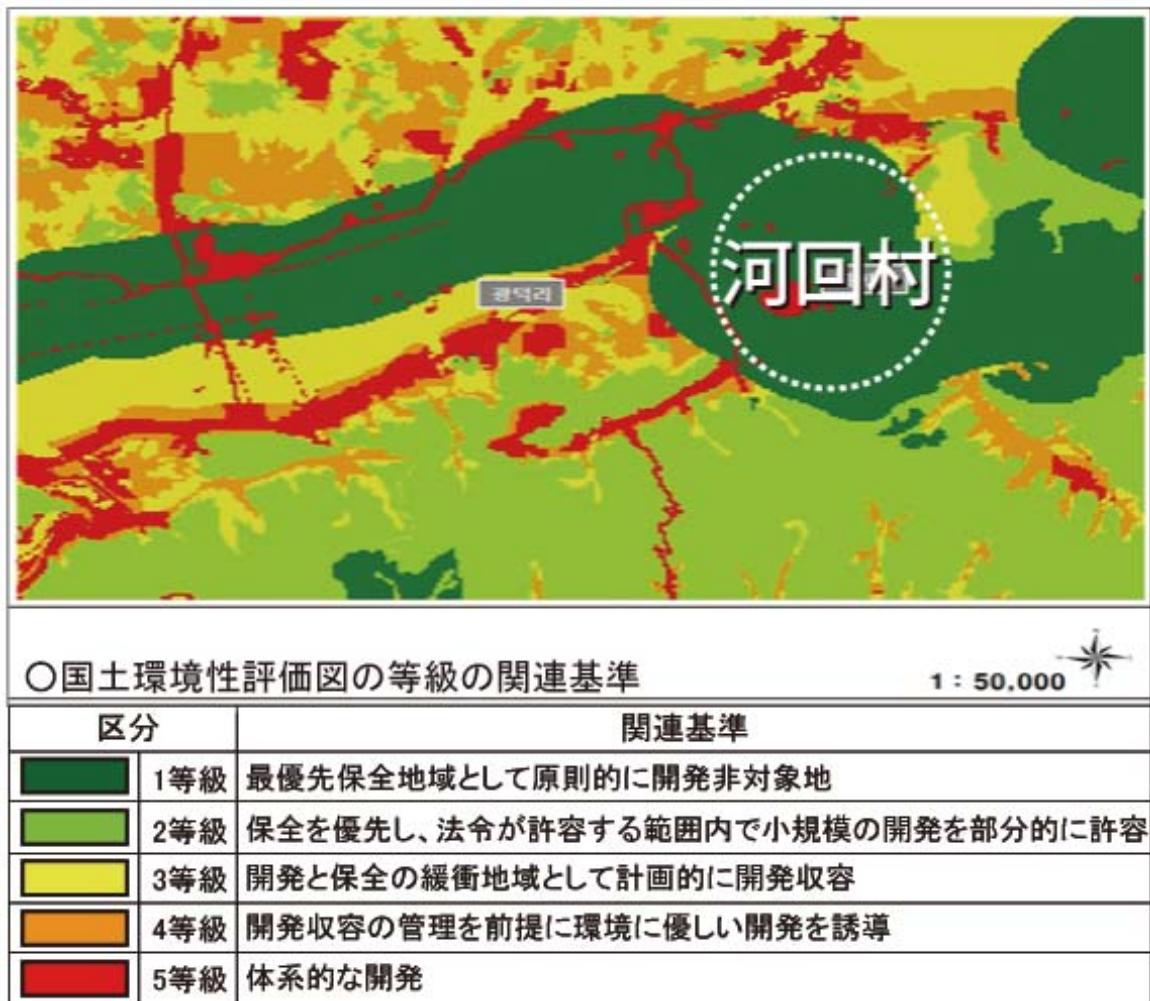 광덕리
河回村
○国土環境性評価図の等級の関連基準
1：50.000
区分 関連基準
1等級 最優先保全地域として原則的に開発非対象地
2等級 保全を優先し、法令が許容する範囲内で小規模の開発を部分的に許容
3等級 開発と保全の緩衝地域として計画的に開発収容
4等級 開発収容の管理を前提に環境に優しい開発を誘導
5等級 体系的な開発